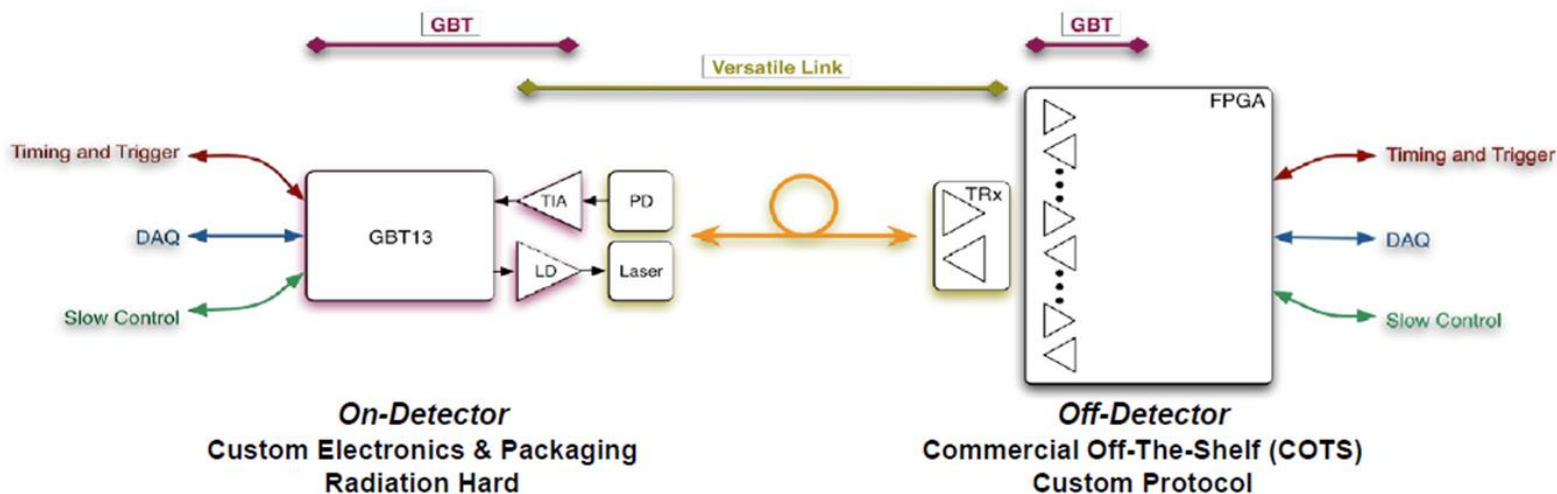 GBT
GBT
Versatile Link
FPGA
Timing and Trigger
DAQ
Slow Control
GBT13
TIA
PD
LD
Laser
TRx
Timing and Trigger
DAQ
Slow Control
On-Detector
Custom Electronics & Packaging
Radiation Hard
Off-Detector
Commercial Off-The-Shelf (COTS)
Custom Protocol